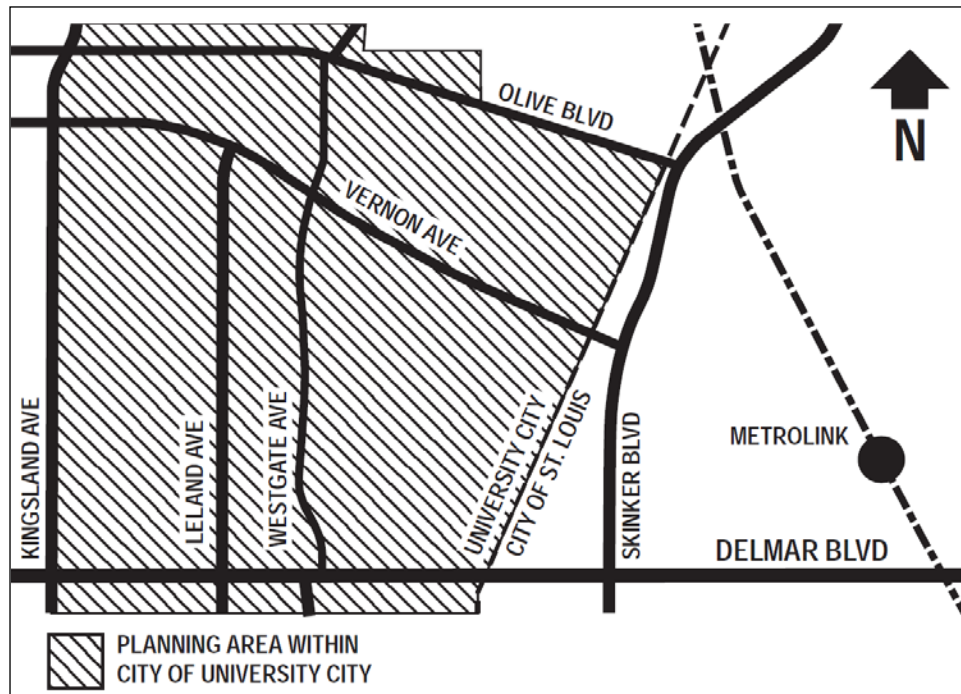 OLIVE BLVD
N
VERNON AVE
KINGSLAND AVE
LELAND AVE
WESTGATE AVE
UNIVERSITY CITY
CITY OF ST. LOUIS
SKINKER BLVD
METROLINK
DELMAR BLVD
PLANNING AREA WITHIN
CITY OF UNIVERSITY CITY